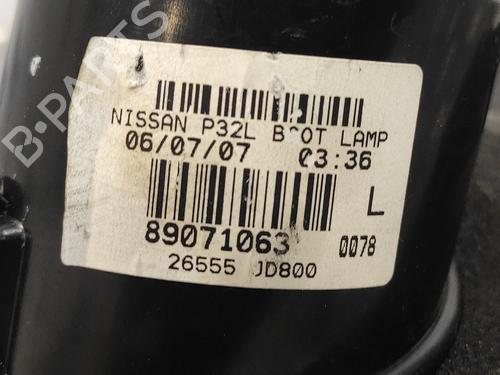 NISSAN P32L BOOT LAMP
06/07/07 03:36
L
89071063 0078
26555 JD800
B-PARTS